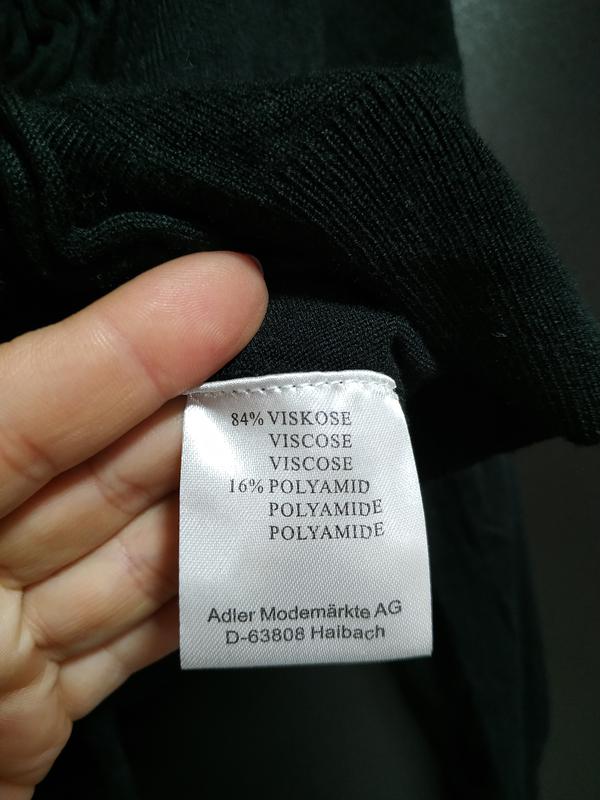 84% VISKOSE
VISCOSE
VISCOSE
16% POLYAMID
POLYAMIDE
POLYAMIDE
Adler Modemärkte AG
D-63808 Haibach